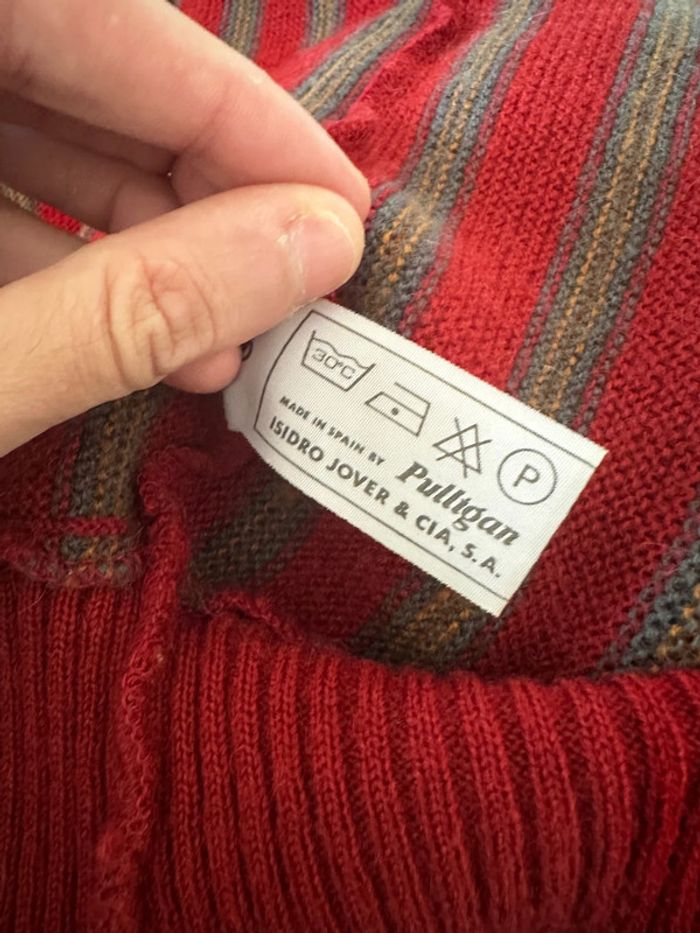 30°C
P
MADE IN SPAIN BY Pulligan
ISIDRO JOVER & CIA, S.A.